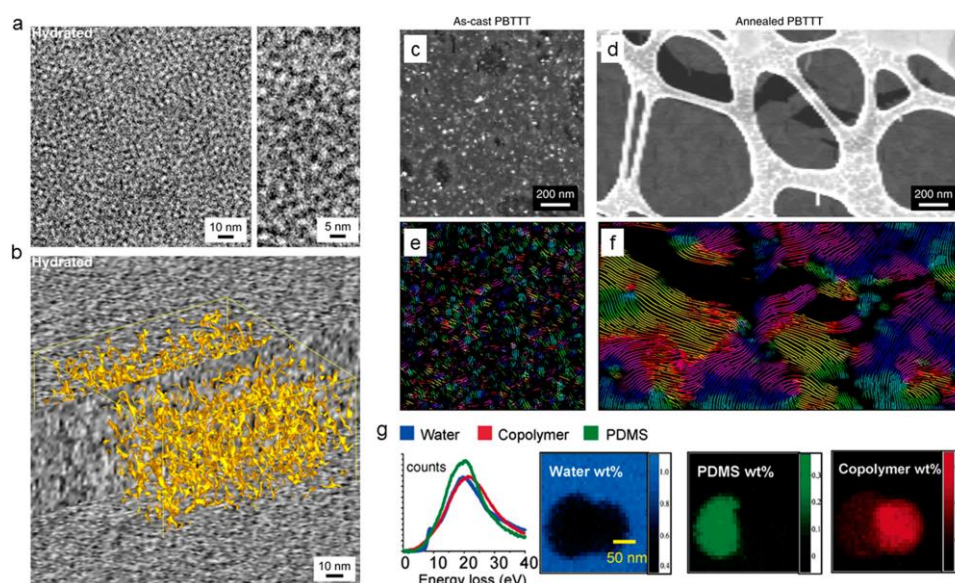 a
Hydrated
10 nm
5 nm
b
Hydrated
10 nm
As-cast PBTTT
Annealed PBTTT
c
200 nm
d
200 nm
e
f
g
Water
Copolymer
PDMS
counts
0
10
20
30
40
Energy loss (eV)
Water wt%
50 nm
1.0
0.8
0.6
0.4
PDMS wt%
0.3
0.2
0.1
0
Copolymer wt%